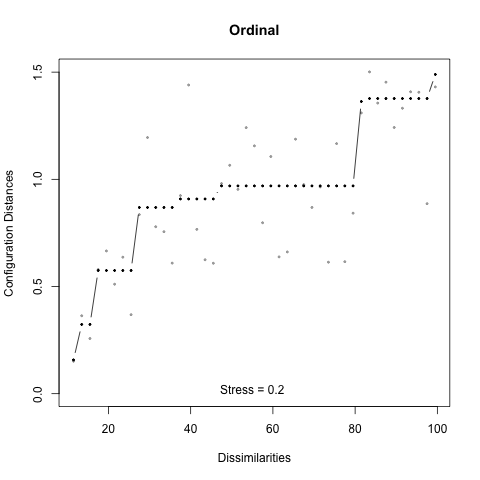 Ordinal
Configuration Distances
1.5
1.0
0.5
0.0
Stress = 0.2
20 40 60 80 100
Dissimilarities